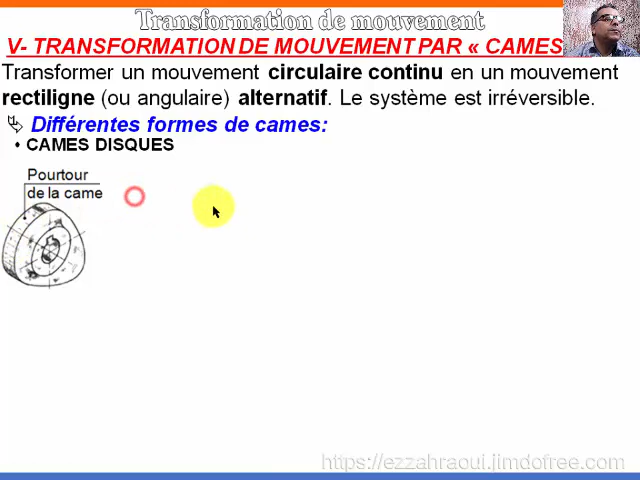 Transformation de mouvement
V- TRANSFORMATION DE MOUVEMENT PAR « CAMES
Transformer un mouvement circulaire continu en un mouvement
rectiligne (ou angulaire) alternatif. Le système est irréversible.
Différentes formes de cames:
• CAMES DISQUES
Pourtour
de la came
https://ezzahraoui.jimdofree.com